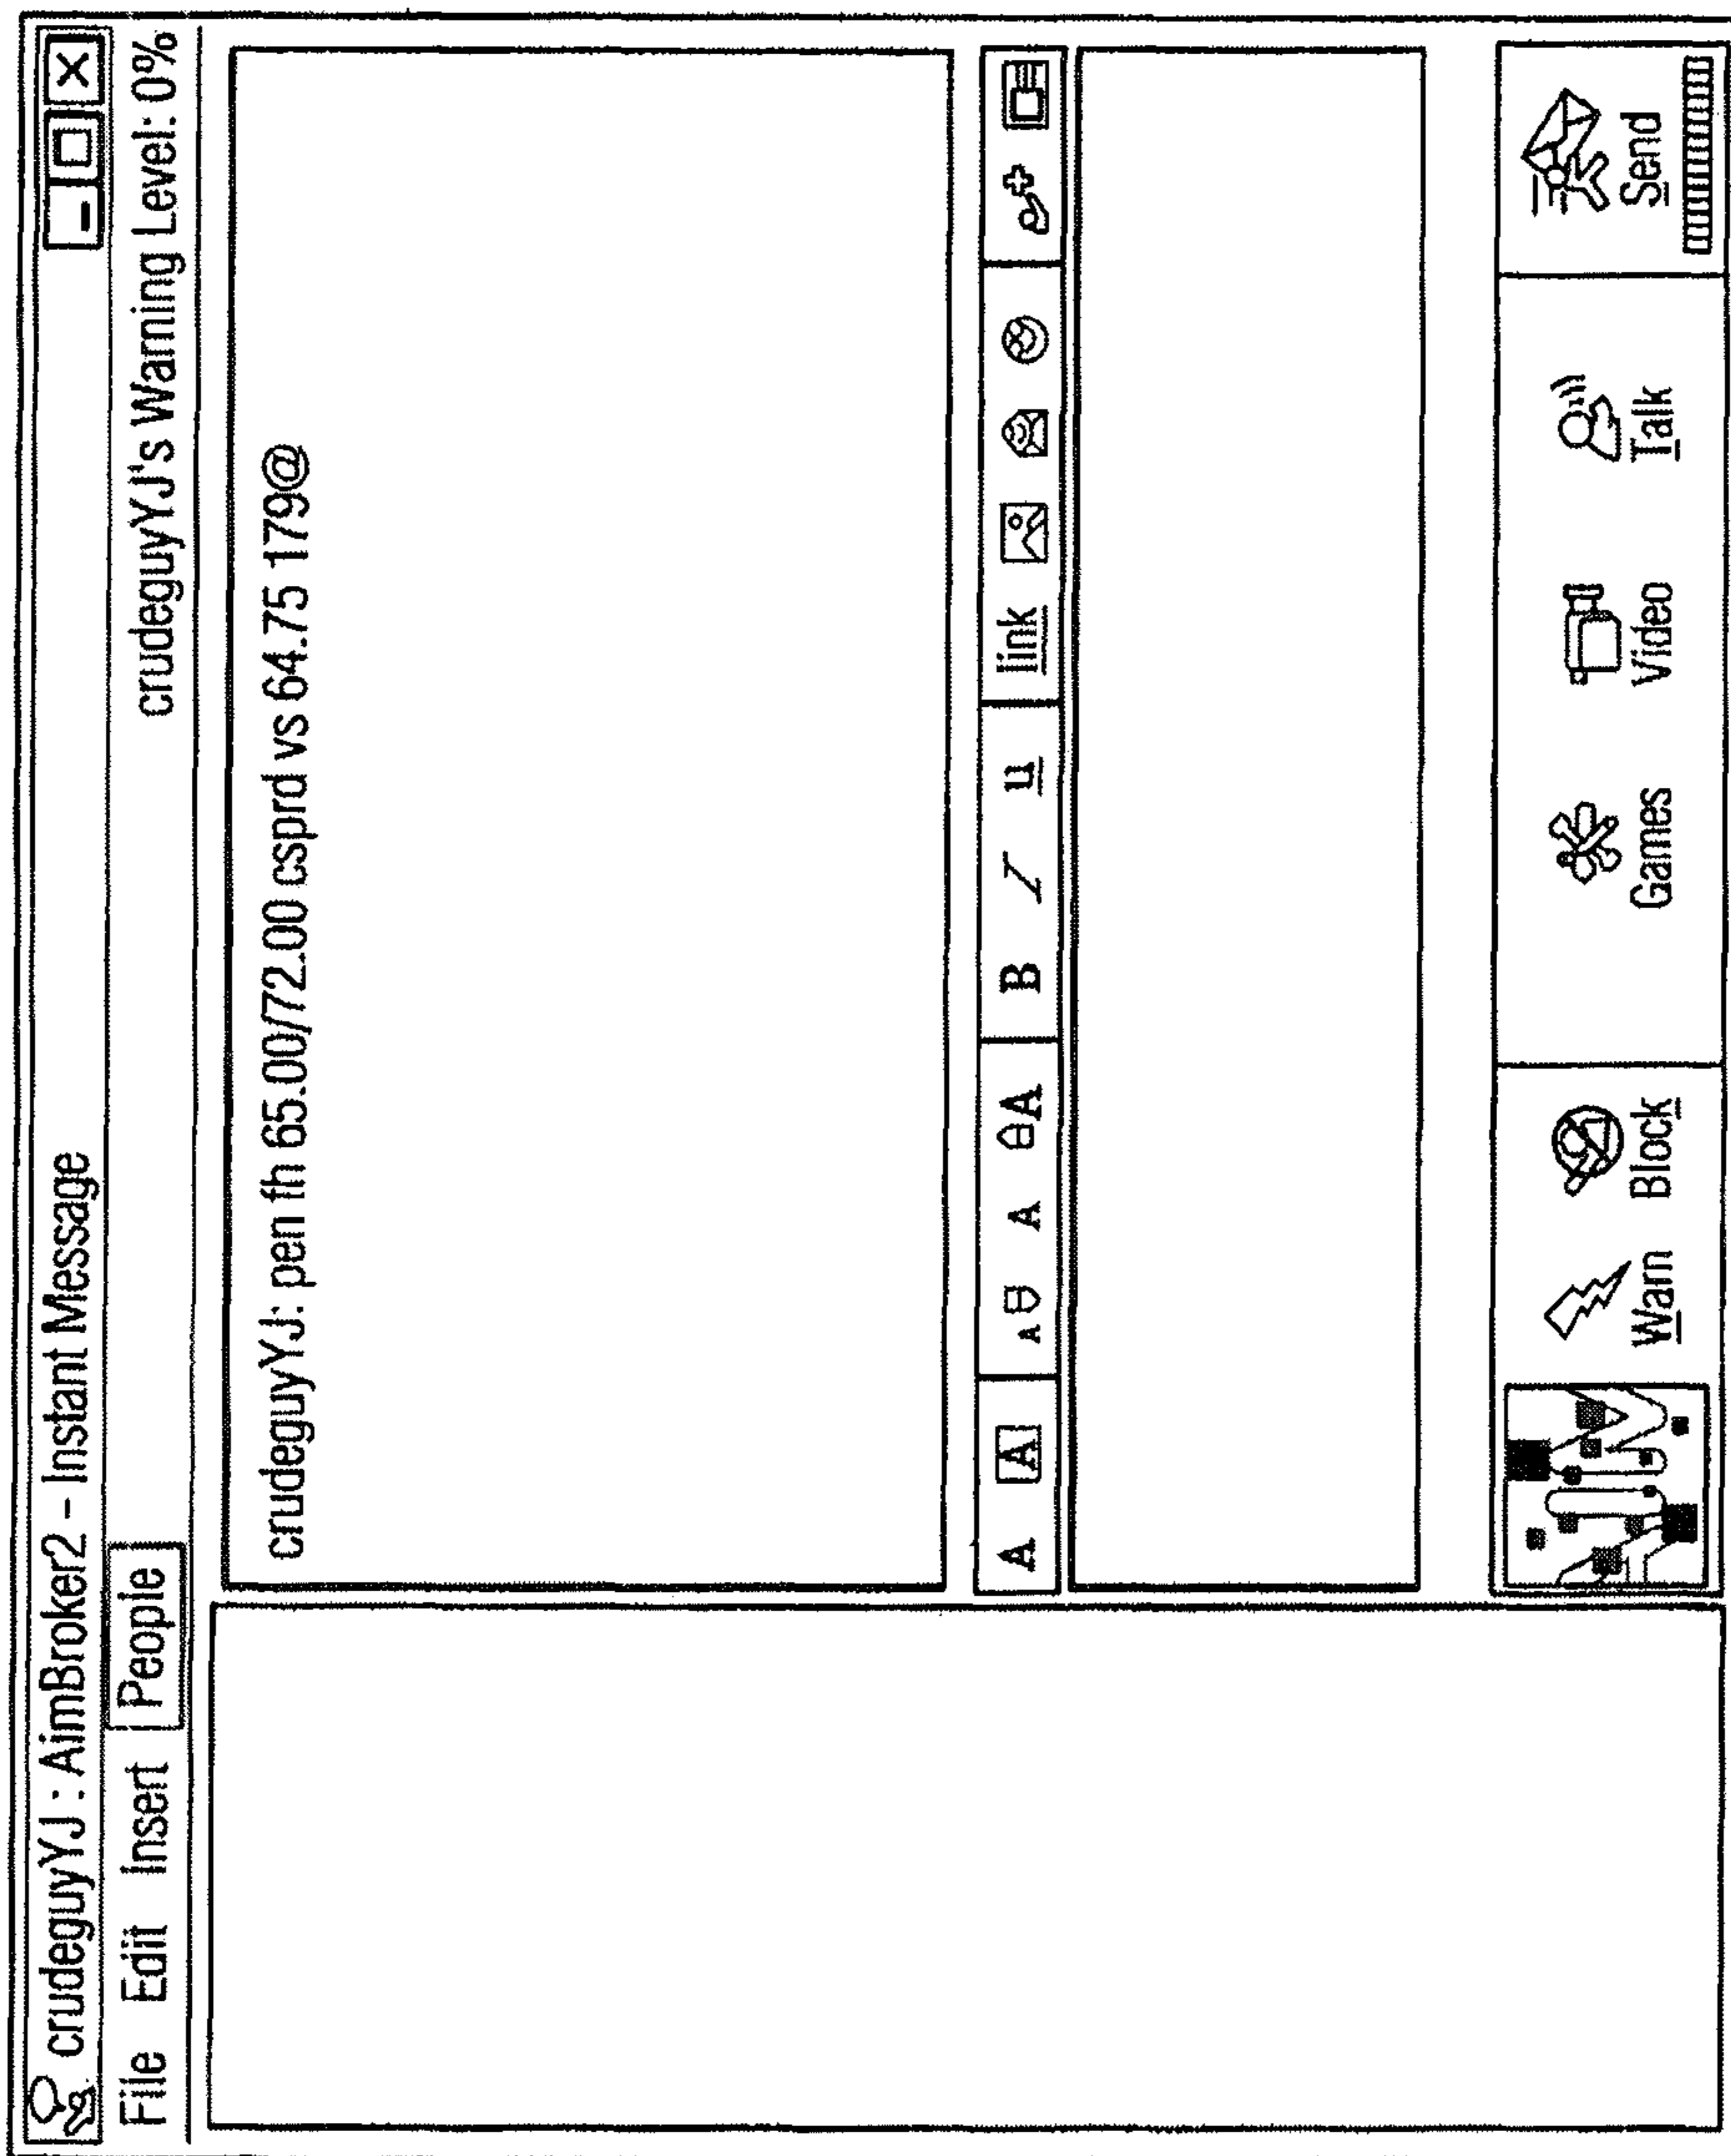 crudeguyYJ : AimBroker2 - Instant Message
File Edit Insert People
crudeguyYJ's Warning Level: 0%
crudeguyYJ: pen fh 65.00/72.00 csprd vs 64.75 179@
A A A A A B I u link
Warn Block Games Video Talk Send